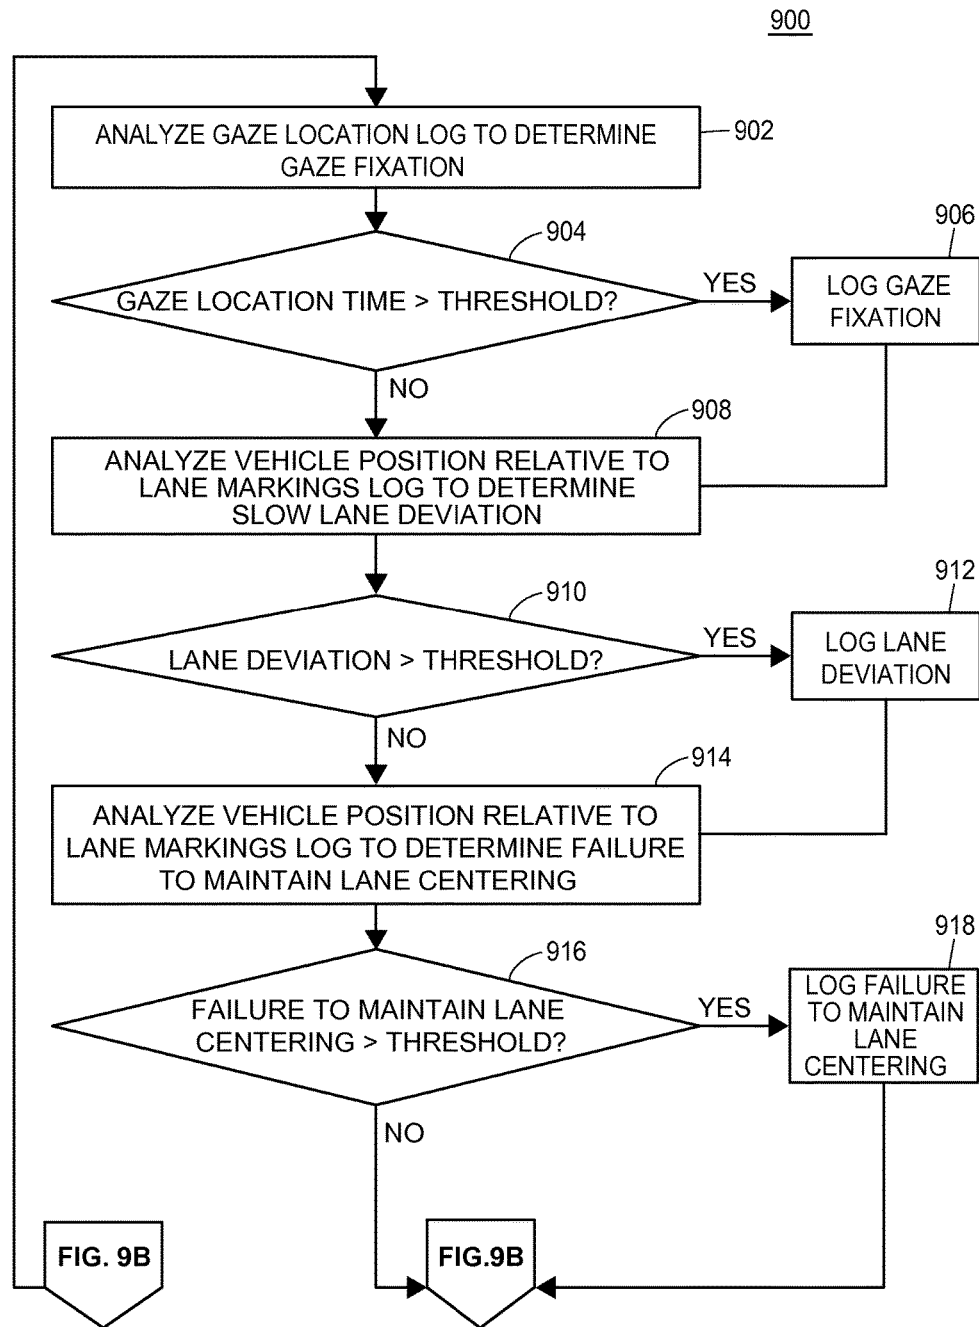 900
ANALYZE GAZE LOCATION LOG TO DETERMINE
GAZE FIXATION
902
904
GAZE LOCATION TIME > THRESHOLD?
YES
906
LOG GAZE
FIXATION
NO
908
ANALYZE VEHICLE POSITION RELATIVE TO
LANE MARKINGS LOG TO DETERMINE
SLOW LANE DEVIATION
910
LANE DEVIATION > THRESHOLD?
YES
912
LOG LANE
DEVIATION
NO
914
ANALYZE VEHICLE POSITION RELATIVE TO
LANE MARKINGS LOG TO DETERMINE FAILURE
TO MAINTAIN LANE CENTERING
916
FAILURE TO MAINTAIN LANE
CENTERING > THRESHOLD?
YES
918
LOG FAILURE
TO MAINTAIN
LANE
CENTERING
NO
FIG. 9B
FIG.9B